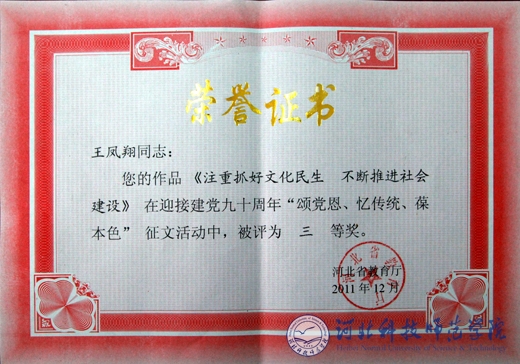 荣誉证书
王凤翔同志：
您的作品《注重抓好文化民生　不断推进社会
建设》在迎接建党九十周年“颂党恩、忆传统、葆
本色”征文活动中，被评为　三　等奖。
河北省教育厅
2011年12月
河北科技师范学院